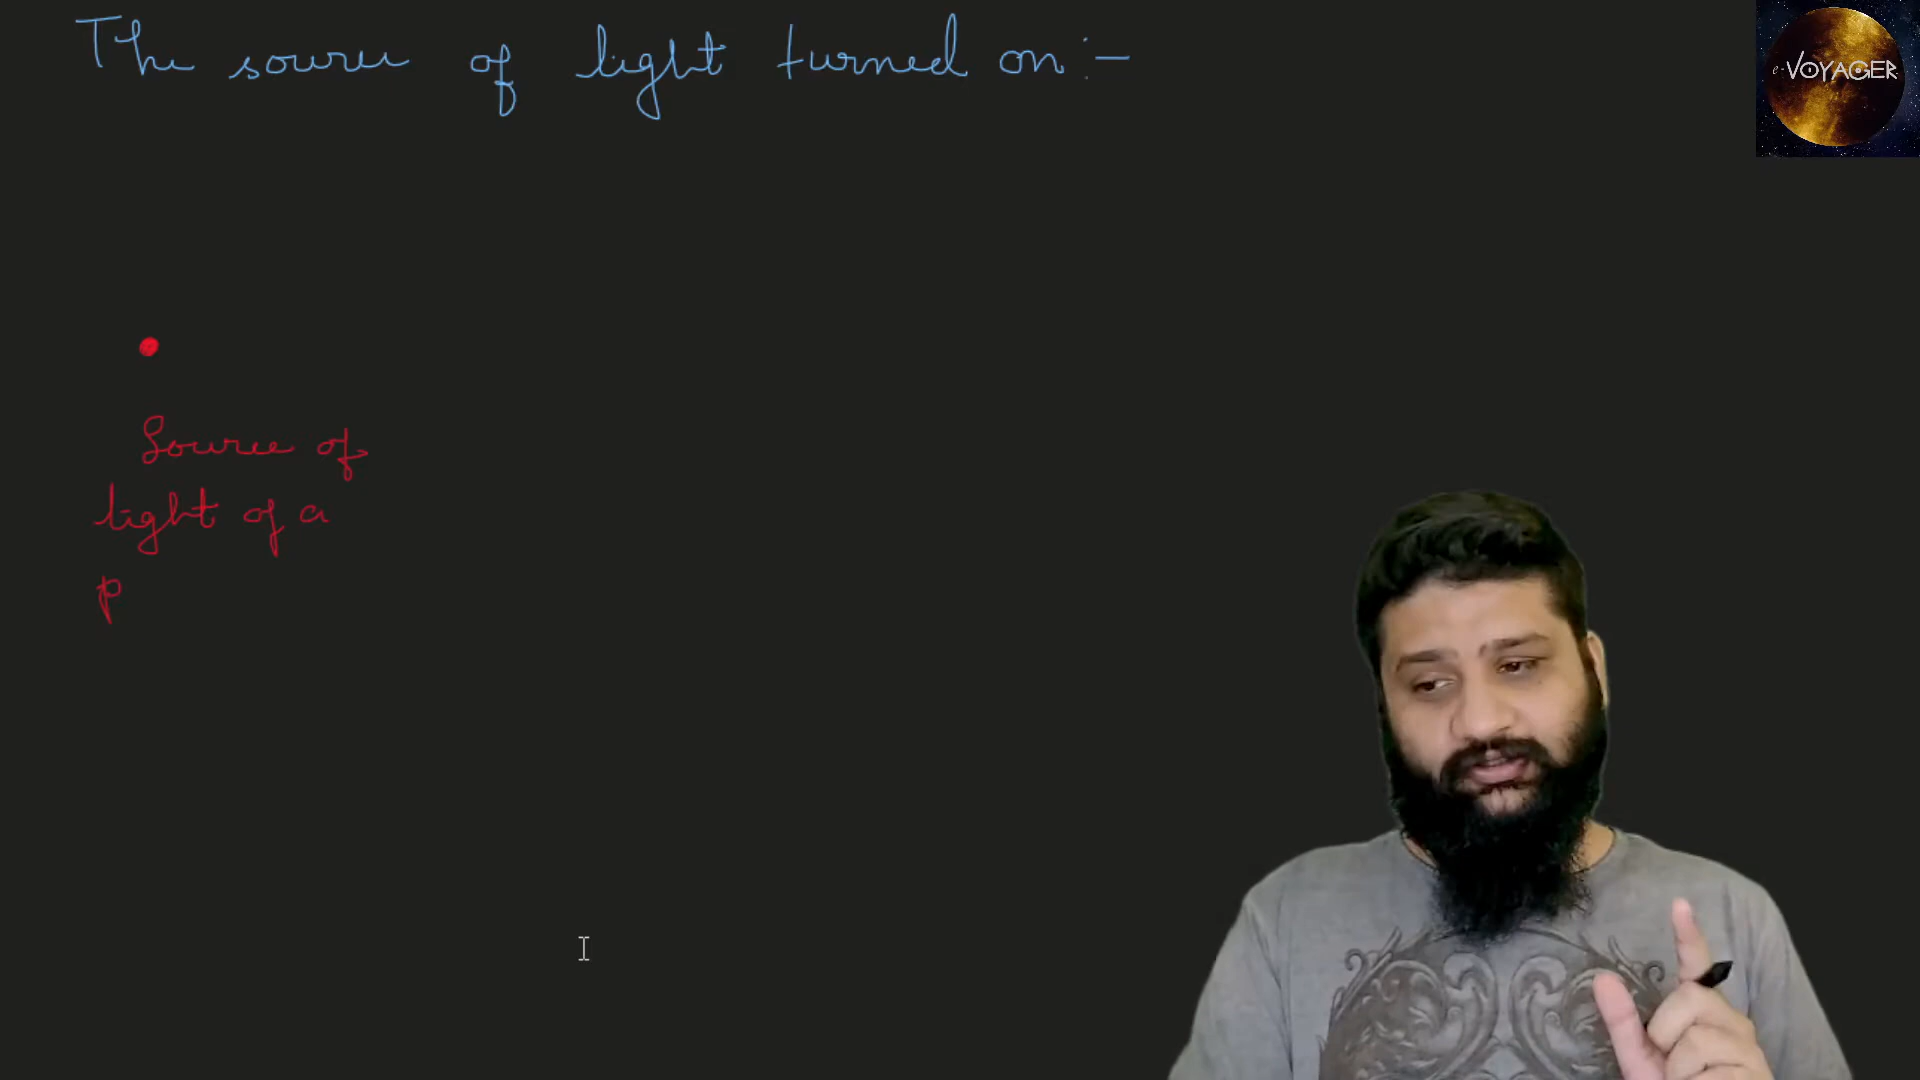 The source of light turned on:-
e-VOYAGER
Source of
light of a
p